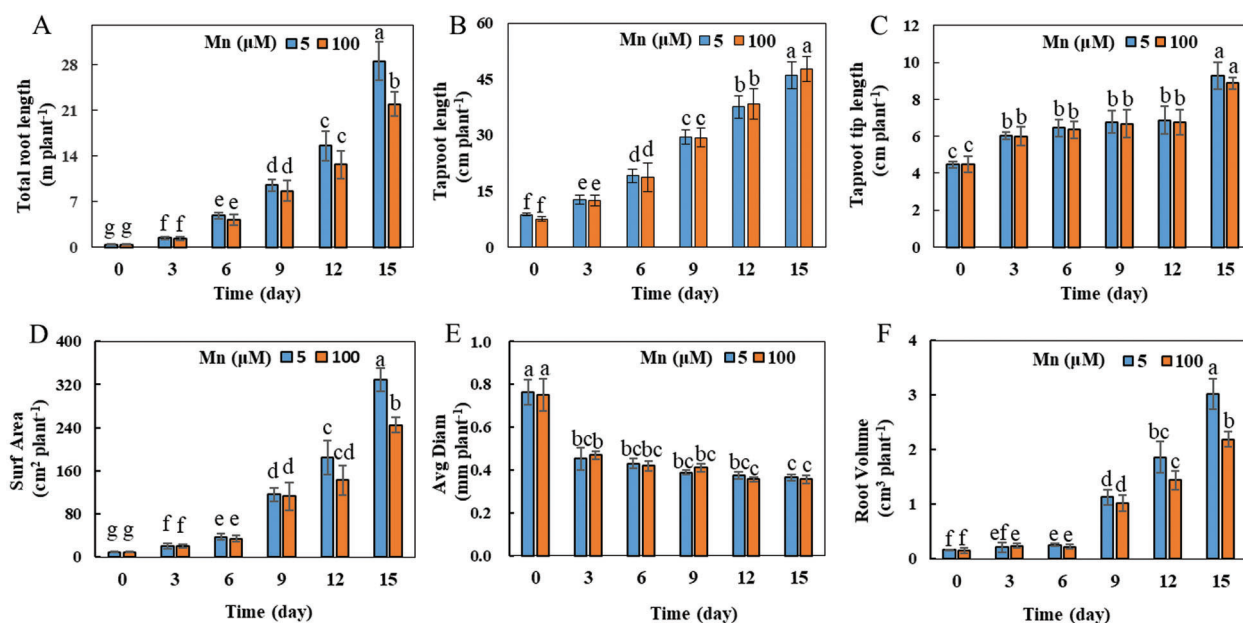 A
Mn (μM) 5 100
Total root length
(m plant⁻¹)
28
21
14
7
0
g g f f e e d d c c a b
0 3 6 9 12 15
Time (day)
B
Mn (μM) 5 100
Taproot length
(cm plant⁻¹)
60
45
30
15
0
f f e e d d c c b b a a
0 3 6 9 12 15
Time (day)
C
Mn (μM) 5 100
Taproot tip length
(cm plant⁻¹)
12
10
8
6
4
2
0
c c b b b b b b b b a a
0 3 6 9 12 15
Time (day)
D
Mn (μM) 5 100
Surf Area
(cm² plant⁻¹)
400
320
240
160
80
0
g g f f e e d d c cd a b
0 3 6 9 12 15
Time (day)
E
Mn (μM) 5 100
Avg Diam
(mm plant⁻¹)
1.0
0.8
0.6
0.4
0.2
0.0
a a bc b bc bc bc bc bc c c c
0 3 6 9 12 15
Time (day)
F
Mn (μM) 5 100
Root Volume
(cm³ plant⁻¹)
4
3
2
1
0
f f ef e e e d d bc c a b
0 3 6 9 12 15
Time (day)